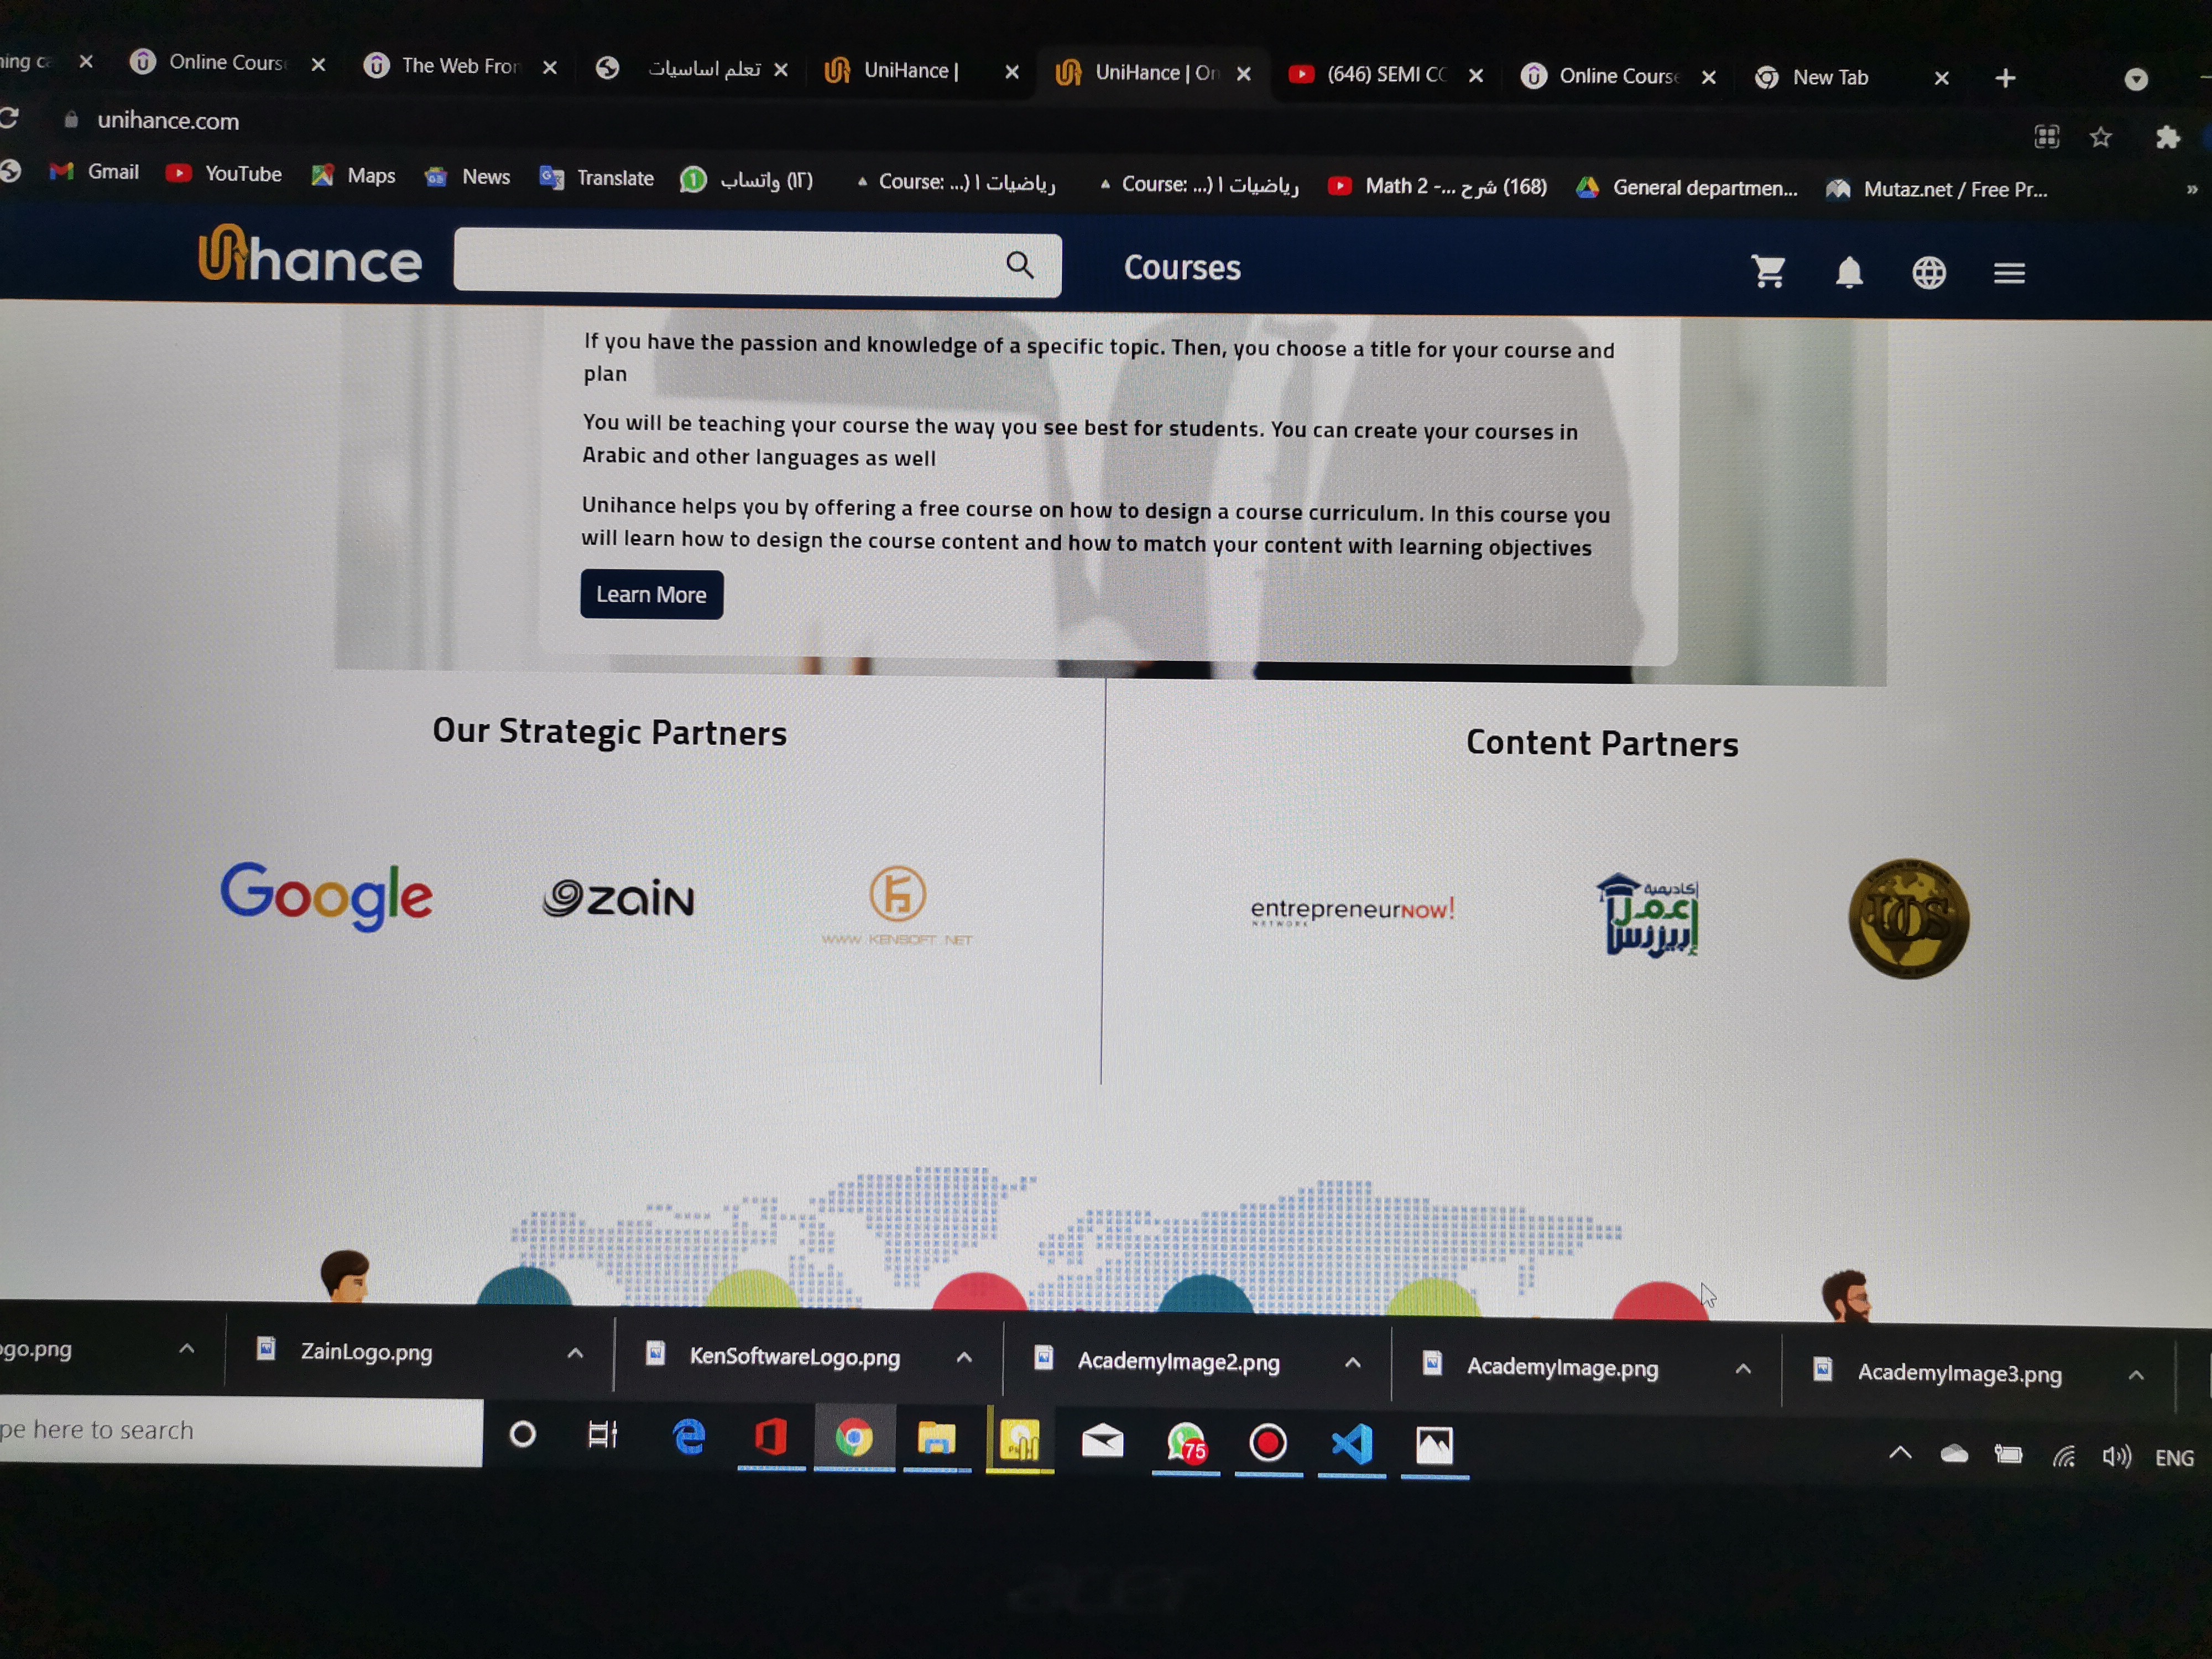 Online Cours
The Web Fron
تعلم اساسيات
UniHance |
UniHance | On
(646) SEMI CO
Online Course
New Tab
unihance.com
Gmail
YouTube
Maps
News
Translate
(١٢) واتساب
Course: ...) ا رياضيات
Course: ...) ا رياضيات
Math 2 -... شرح (168)
General departmen...
Mutaz.net / Free Pr...
»
Unihance
Courses
If you have the passion and knowledge of a specific topic. Then, you choose a title for your course and
plan
You will be teaching your course the way you see best for students. You can create your courses in
Arabic and other languages as well
Unihance helps you by offering a free course on how to design a course curriculum. In this course you
will learn how to design the course content and how to match your content with learning objectives
Learn More
Our Strategic Partners
Content Partners
Google
zain
WWW KENSOFT NET
entrepreneurNOW!
NETWORK
أكاديمية
إعمل
إبيزنس
UOS
go.png
ZainLogo.png
KenSoftwareLogo.png
AcademyImage2.png
AcademyImage.png
AcademyImage3.png
pe here to search
75
ENG
acer